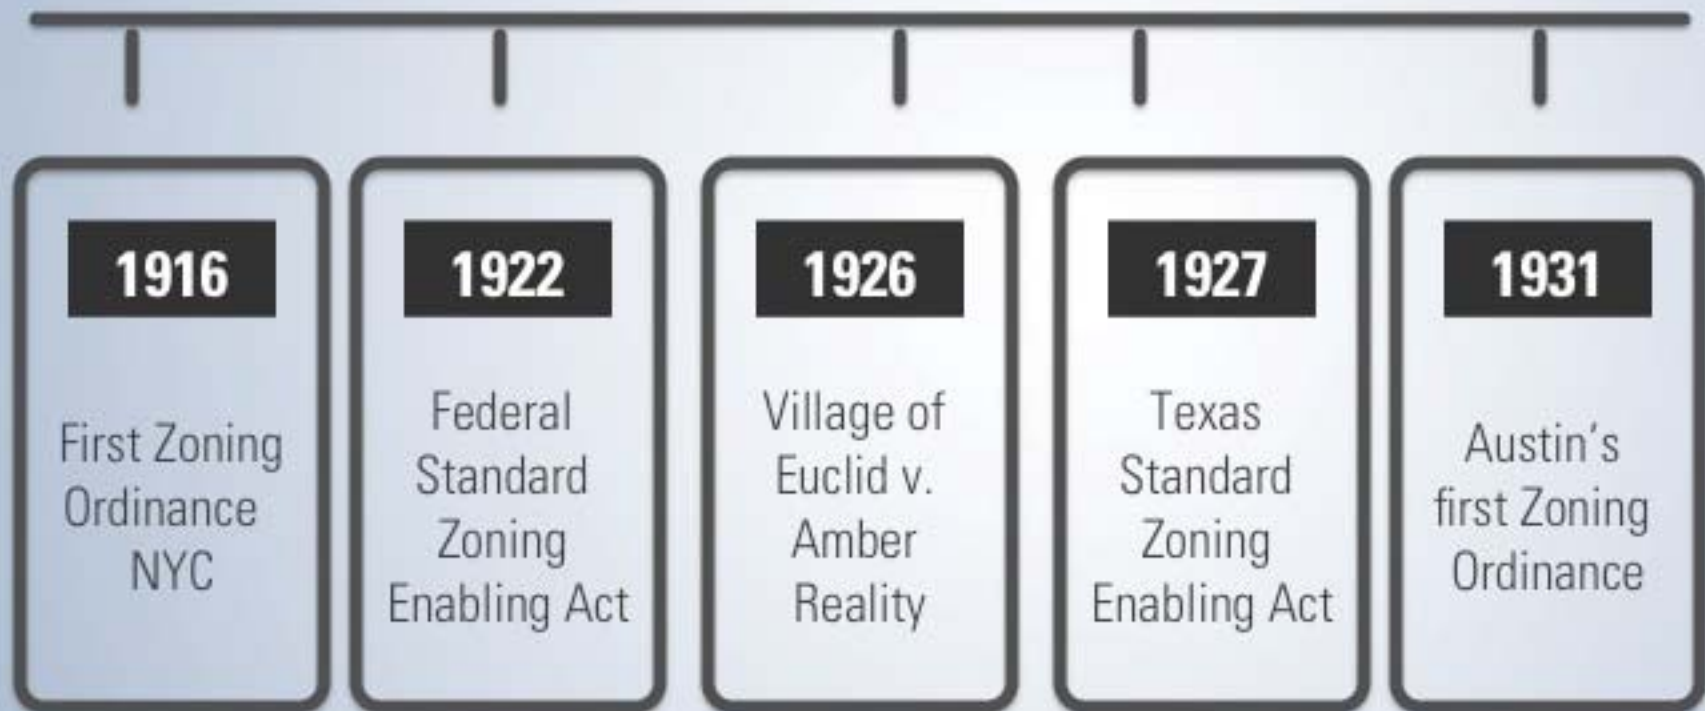 1916
First Zoning
Ordinance
NYC
1922
Federal
Standard
Zoning
Enabling Act
1926
Village of
Euclid v.
Amber
Reality
1927
Texas
Standard
Zoning
Enabling Act
1931
Austin's
first Zoning
Ordinance